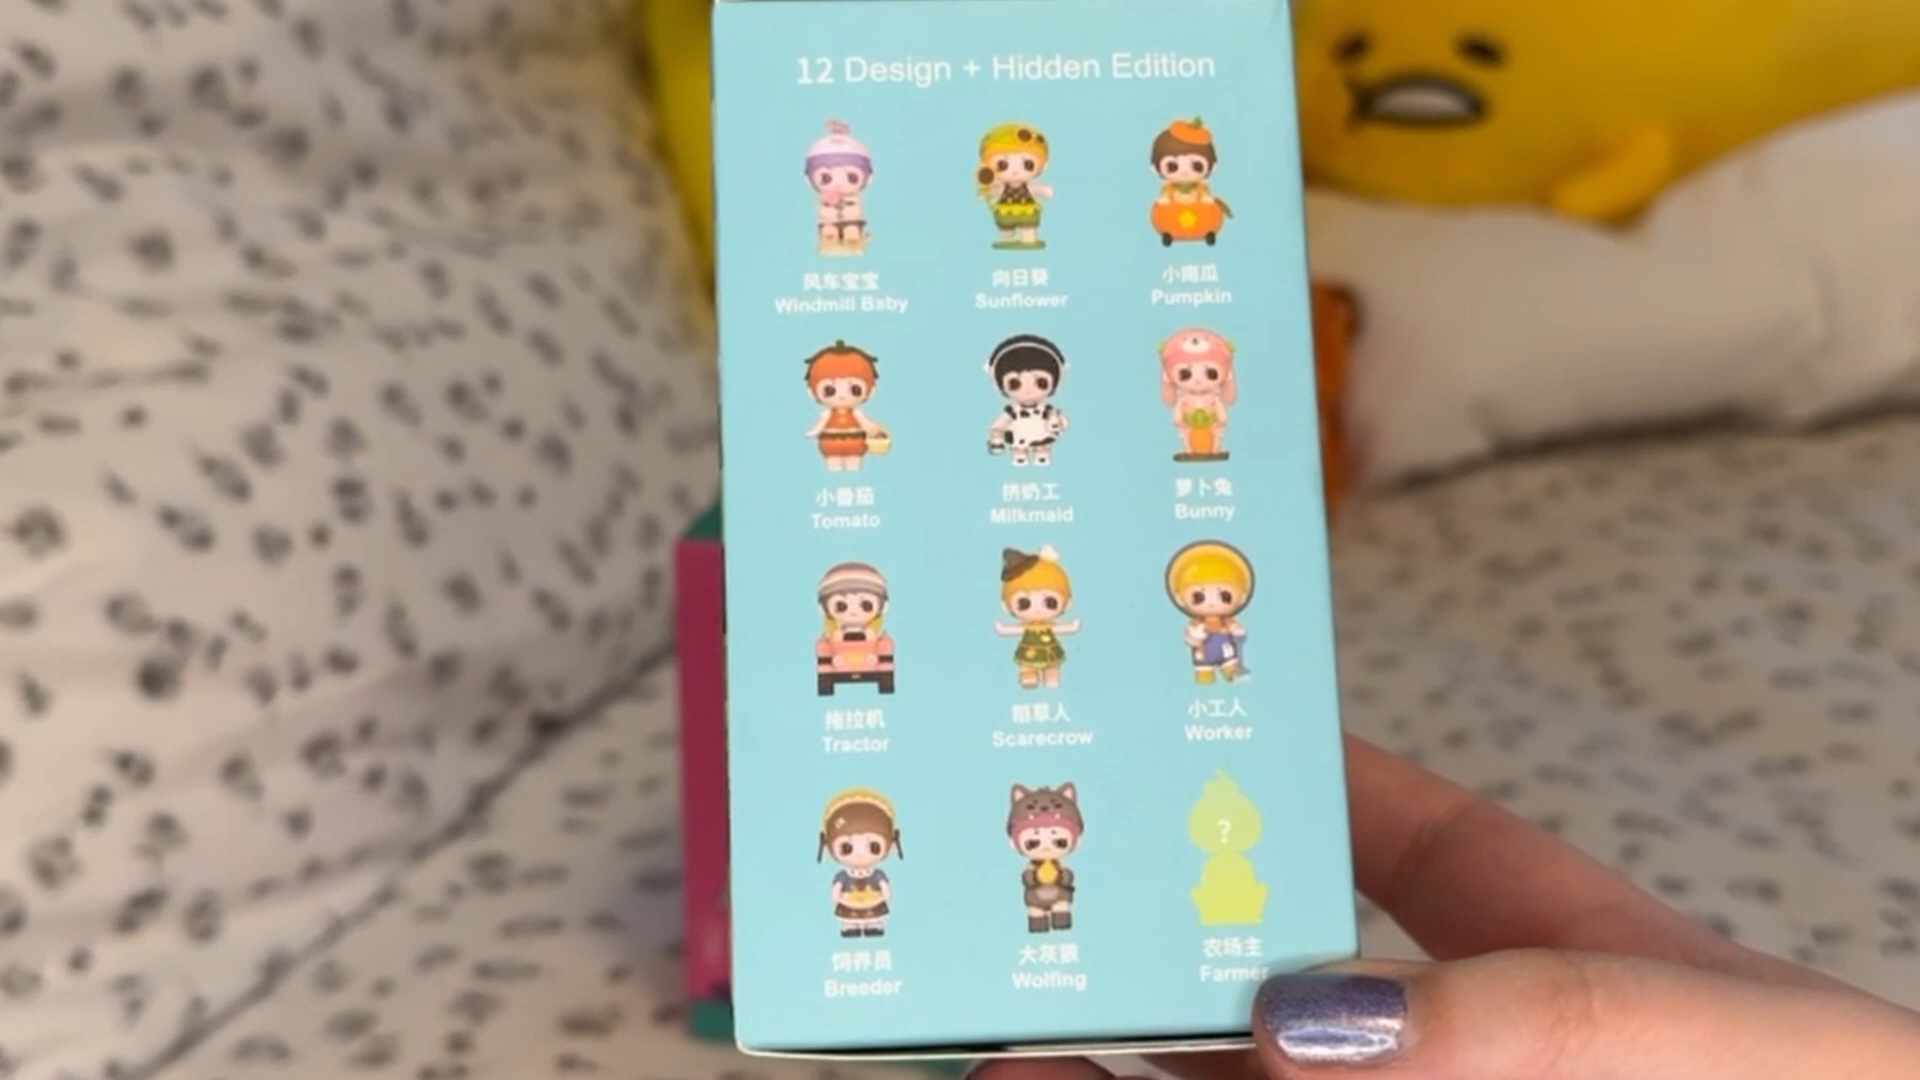 12 Design + Hidden Edition
风车宝宝
Windmill Baby
向日葵
Sunflower
小南瓜
Pumpkin
小番茄
Tomato
挤奶工
Milkmaid
萝卜兔
Bunny
拖拉机
Tractor
稻草人
Scarecrow
小工人
Worker
饲养员
Breeder
大灰狼
Wolfing
?
农场主
Farmer